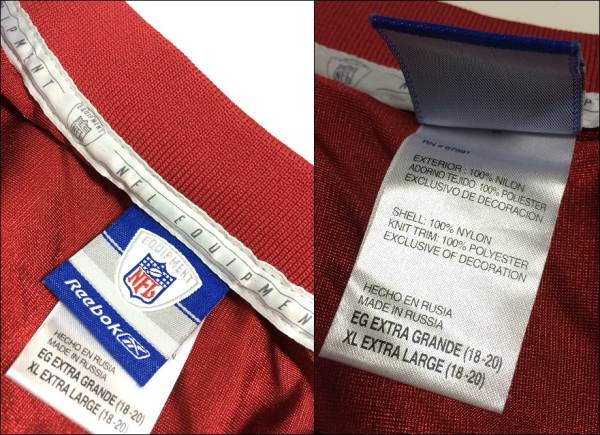 EQUIPMENT
EQUIPMENT
NFL
NFL EQUIPMEN
EQUIPMENT
NFL
Reebok
HECHO EN RUSIA
MADE IN RUSSIA
EG EXTRA GRANDE (18-20)
XL EXTRA LARGE (18-20)
EXTERIOR : 100% NILON
ADORNO TEJIDO 100% POLIESTER
EXCLUSIVO DE DECORACION
SHELL: 100% NYLON
KNIT TRIM: 100% POLYESTER
EXCLUSIVE OF DECORATION
HECHO EN RUSIA
MADE IN RUSSIA
EG EXTRA GRANDE (18-20)
XL EXTRA LARGE (18-20)